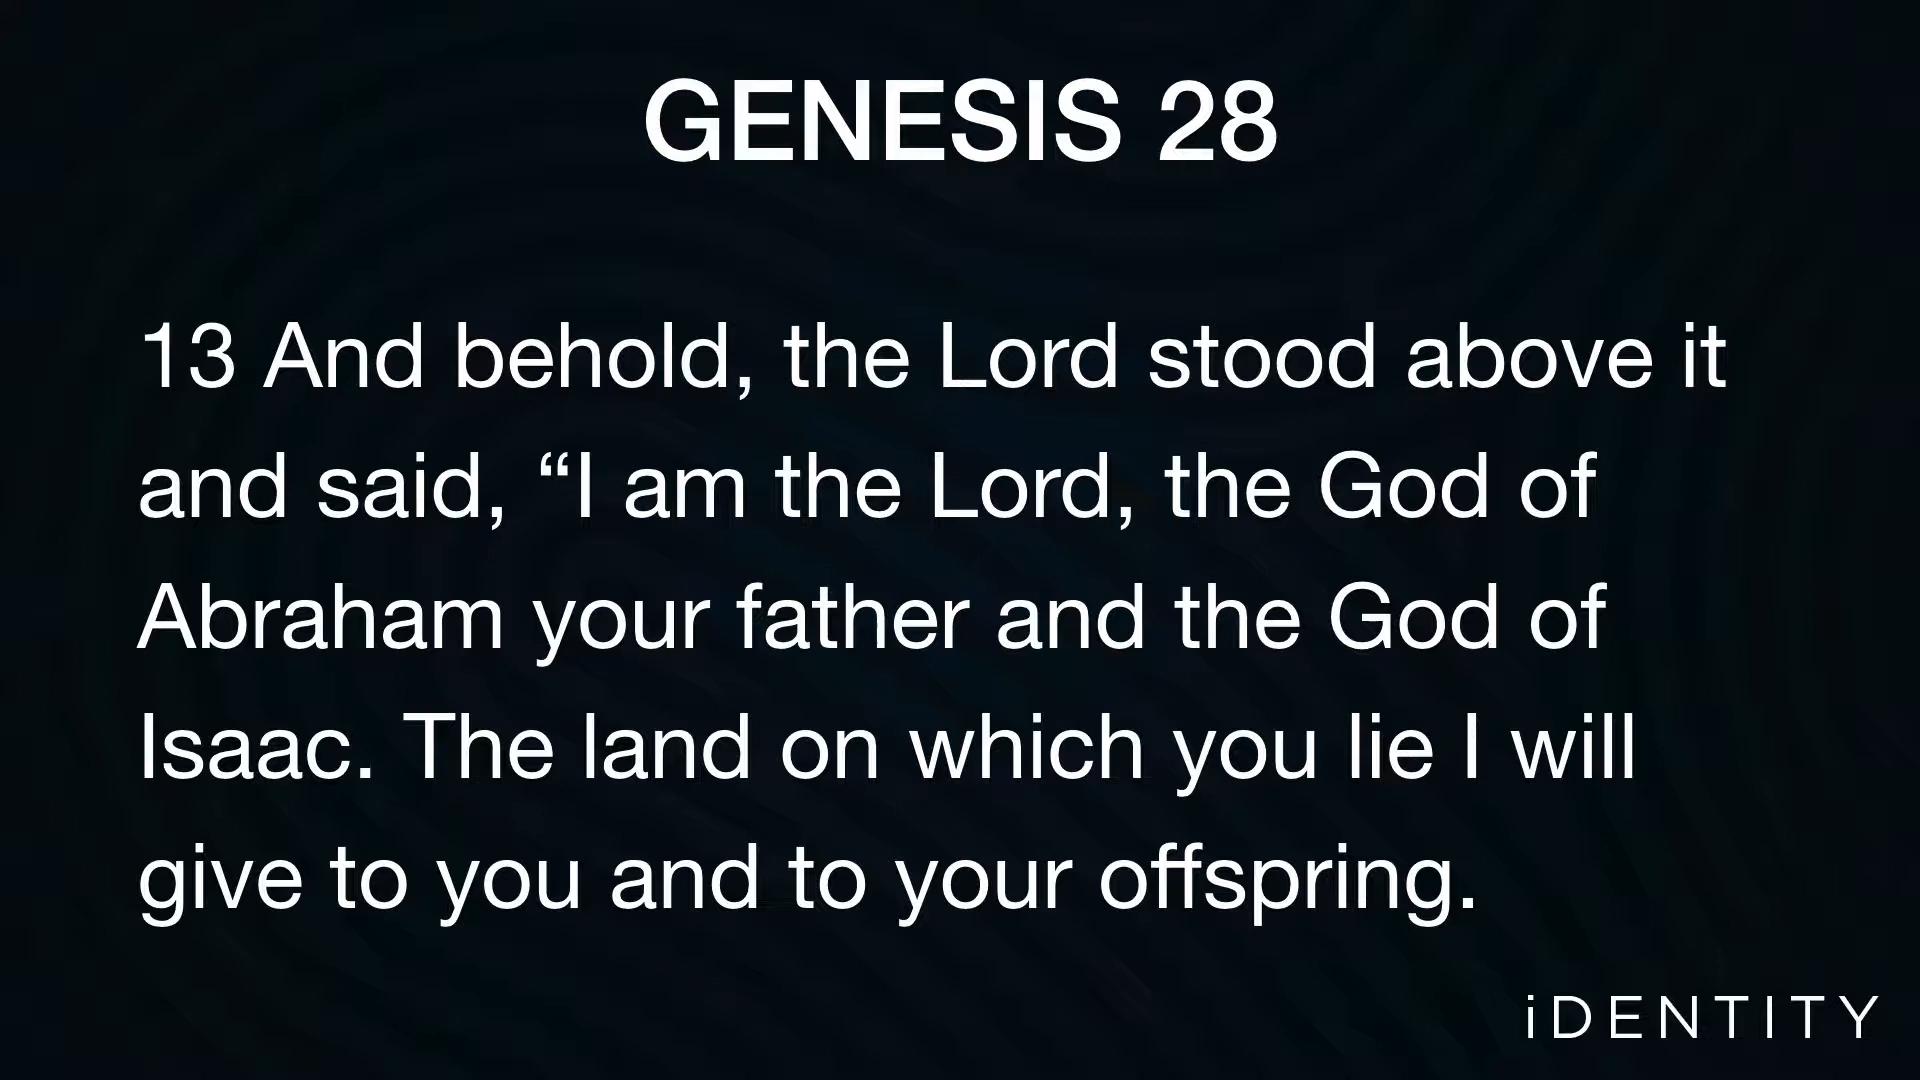 GENESIS 28
13 And behold, the Lord stood above it
and said, “I am the Lord, the God of
Abraham your father and the God of
Isaac. The land on which you lie I will
give to you and to your offspring.
iDENTITY